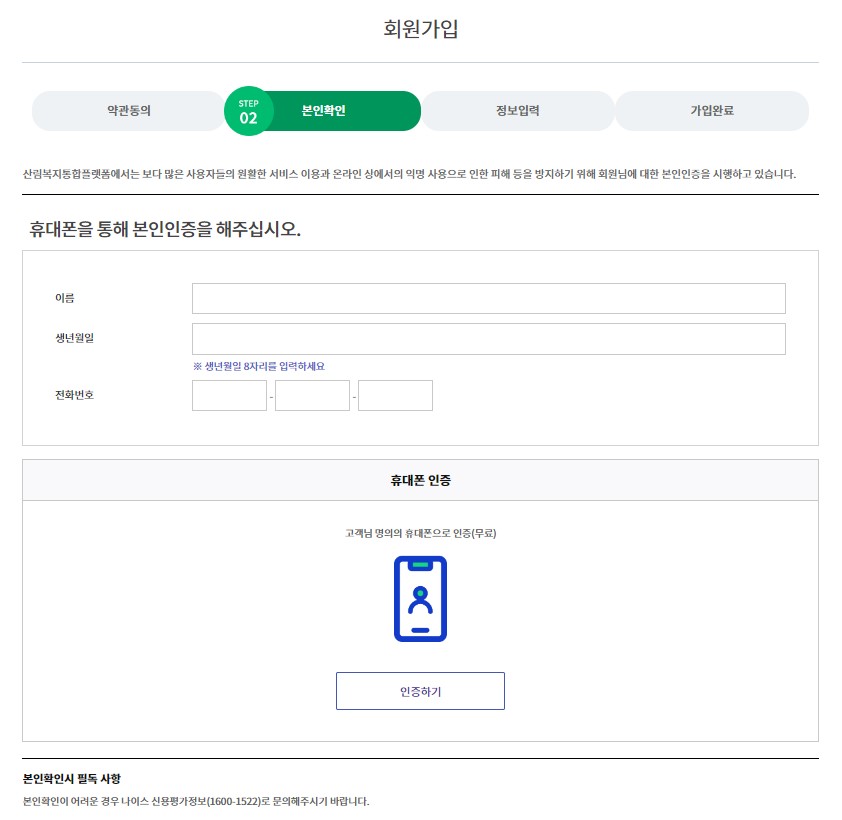 회원가입
약관동의
STEP
02
본인확인
정보입력
가입완료
산림복지통합플랫폼에서는 보다 많은 사용자들의 원활한 서비스 이용과 온라인 상에서의 익명 사용으로 인한 피해 등을 방지하기 위해 회원님에 대한 본인인증을 시행하고 있습니다.
휴대폰을 통해 본인인증을 해주십시오.
이름
생년월일
※ 생년월일 8자리를 입력하세요
전화번호
- -
휴대폰 인증
고객님 명의의 휴대폰으로 인증(무료)
인증하기
본인확인시 필독 사항
본인확인이 어려운 경우 나이스 신용평가정보(1600-1522)로 문의해주시기 바랍니다.